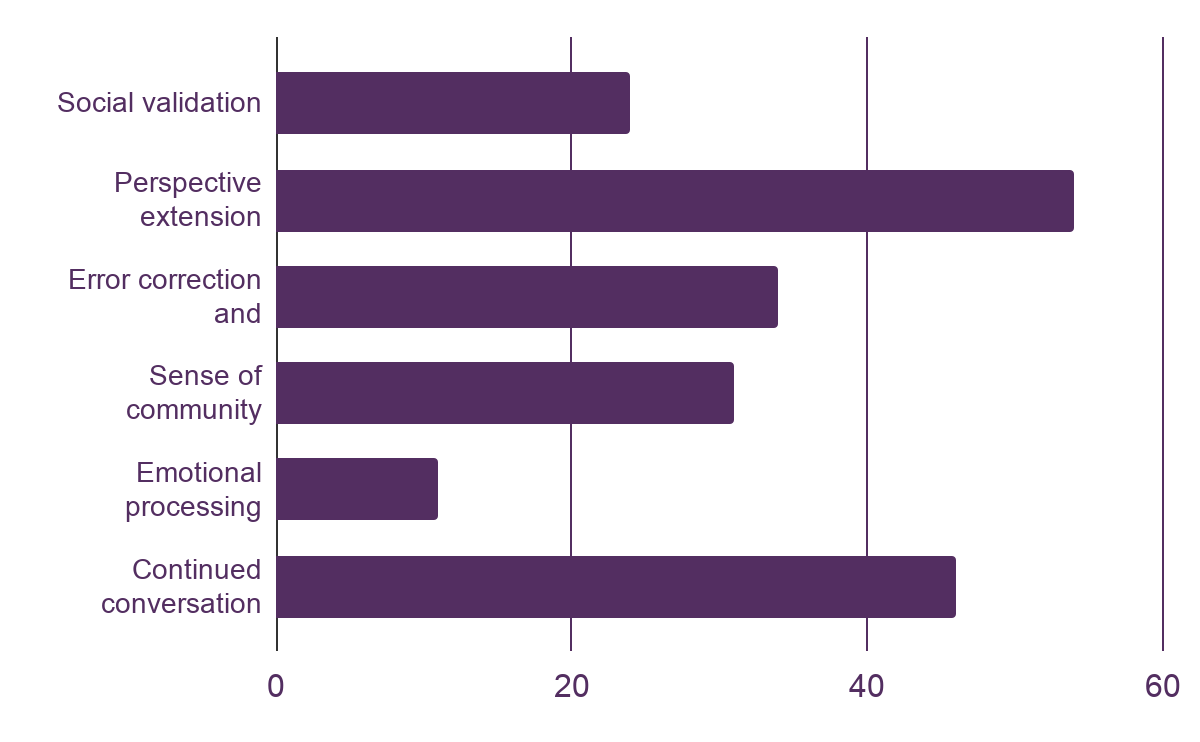 Social validation
Perspective
extension
Error correction
and
Sense of
community
Emotional
processing
Continued
conversation
0 20 40 60